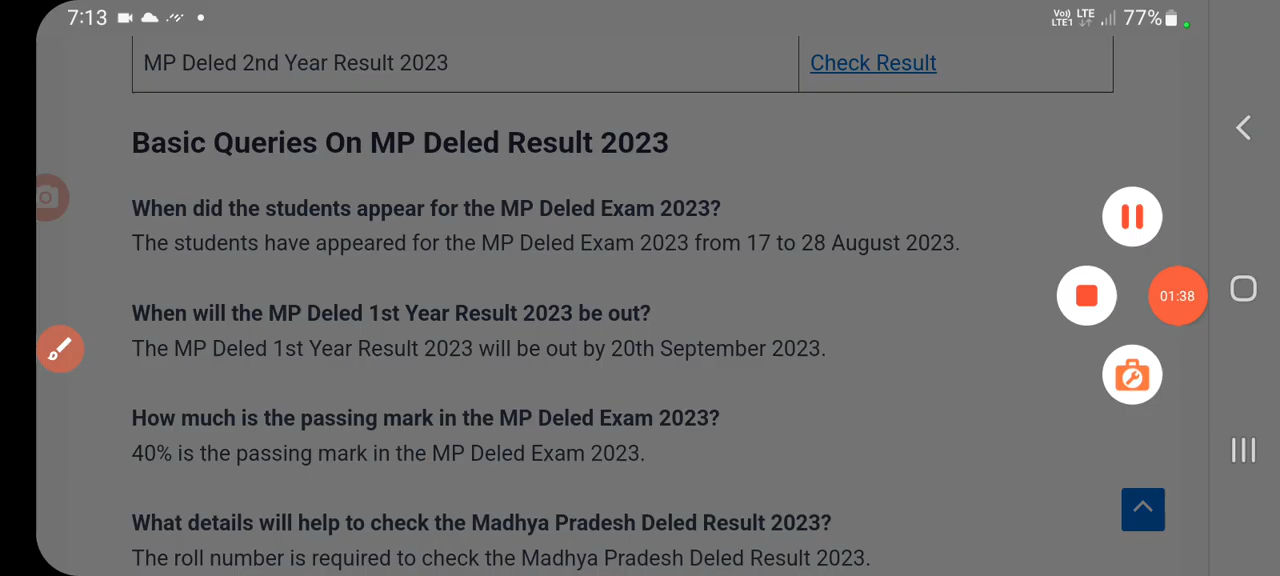 7:13
Vo)) LTE
LTE1
77%
MP Deled 2nd Year Result 2023
Check Result
Basic Queries On MP Deled Result 2023
When did the students appear for the MP Deled Exam 2023?
The students have appeared for the MP Deled Exam 2023 from 17 to 28 August 2023.
When will the MP Deled 1st Year Result 2023 be out?
01:38
The MP Deled 1st Year Result 2023 will be out by 20th September 2023.
How much is the passing mark in the MP Deled Exam 2023?
40% is the passing mark in the MP Deled Exam 2023.
What details will help to check the Madhya Pradesh Deled Result 2023?
The roll number is required to check the Madhya Pradesh Deled Result 2023.